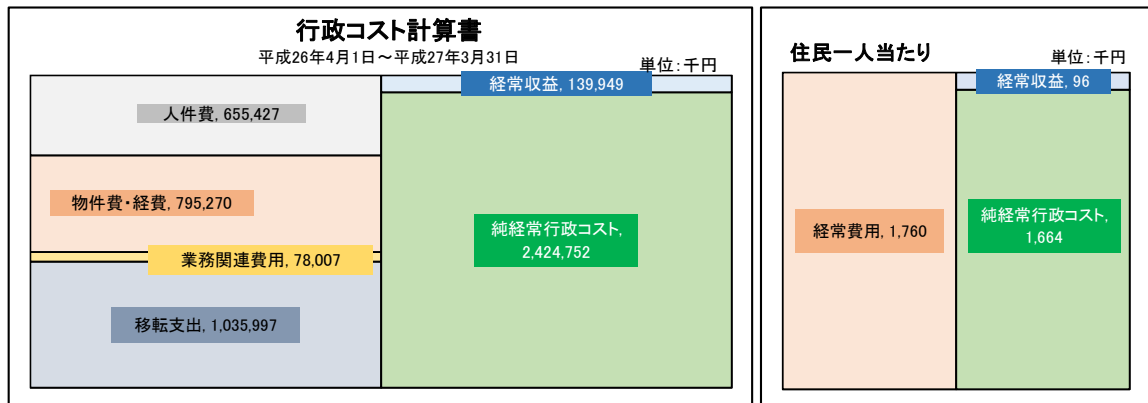 行政コスト計算書
平成26年4月1日～平成27年3月31日
単位：千円
経常収益, 139,949
人件費, 655,427
物件費・経費, 795,270
業務関連費用, 78,007
移転支出, 1,035,997
純経常行政コスト,
2,424,752
住民一人当たり
単位：千円
経常収益, 96
経常費用, 1,760
純経常行政コスト,
1,664